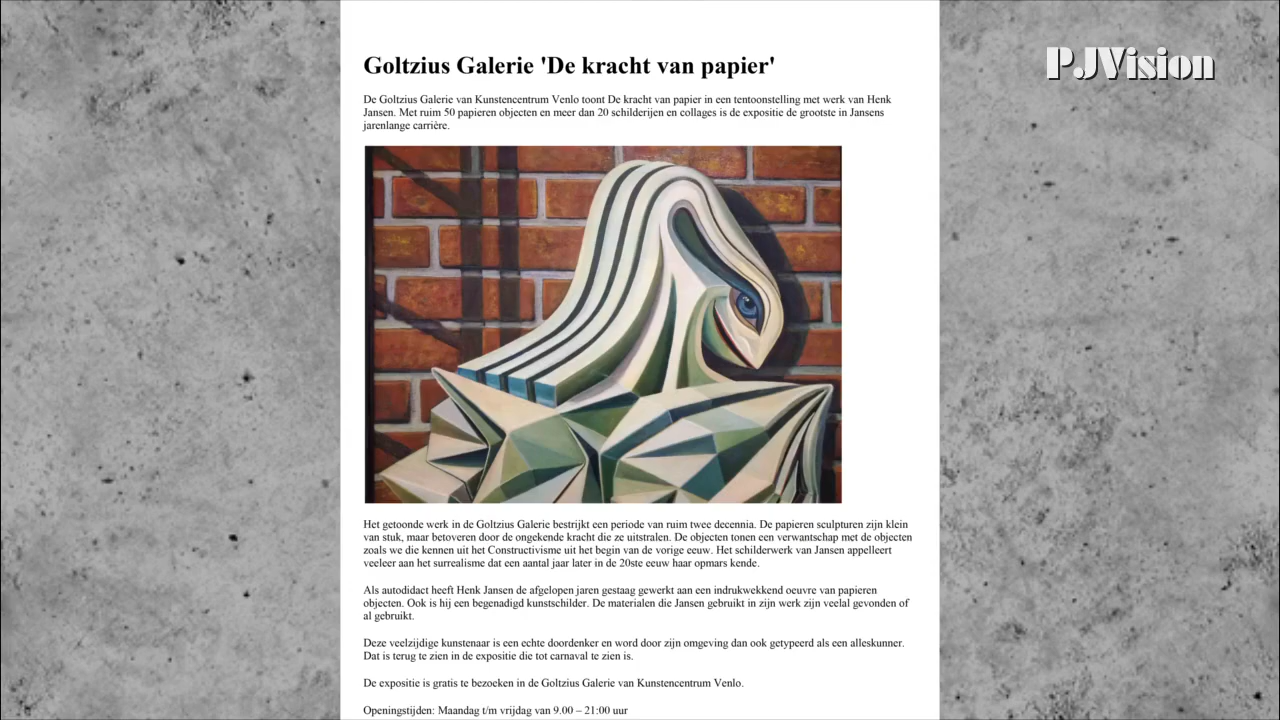 PJVision
Goltzius Galerie 'De kracht van papier'
De Goltzius Galerie van Kunstencentrum Venlo toont De kracht van papier in een tentoonstelling met werk van Henk
Jansen. Met ruim 50 papieren objecten en meer dan 20 schilderijen en collages is de expositie de grootste in Jansens
jarenlange carrière.
Het getoonde werk in de Goltzius Galerie bestrijkt een periode van ruim twee decennia. De papieren sculpturen zijn klein
van stuk, maar betoveren door de ongekende kracht die ze uitstralen. De objecten tonen een verwantschap met de objecten
zoals we die kennen uit het Constructivisme uit het begin van de vorige eeuw. Het schilderwerk van Jansen appelleert
veeleer aan het surrealisme dat een aantal jaar later in de 20ste eeuw haar opmars kende.
Als autodidact heeft Henk Jansen de afgelopen jaren gestaag gewerkt aan een indrukwekkend oeuvre van papieren
objecten. Ook is hij een begenadigd kunstschilder. De materialen die Jansen gebruikt in zijn werk zijn veelal gevonden of
al gebruikt.
Deze veelzijdige kunstenaar is een echte doordenker en word door zijn omgeving dan ook getypeerd als een alleskunner.
Dat is terug te zien in de expositie die tot carnaval te zien is.
De expositie is gratis te bezoeken in de Goltzius Galerie van Kunstencentrum Venlo.
Openingstijden: Maandag t/m vrijdag van 9.00 – 21:00 uur